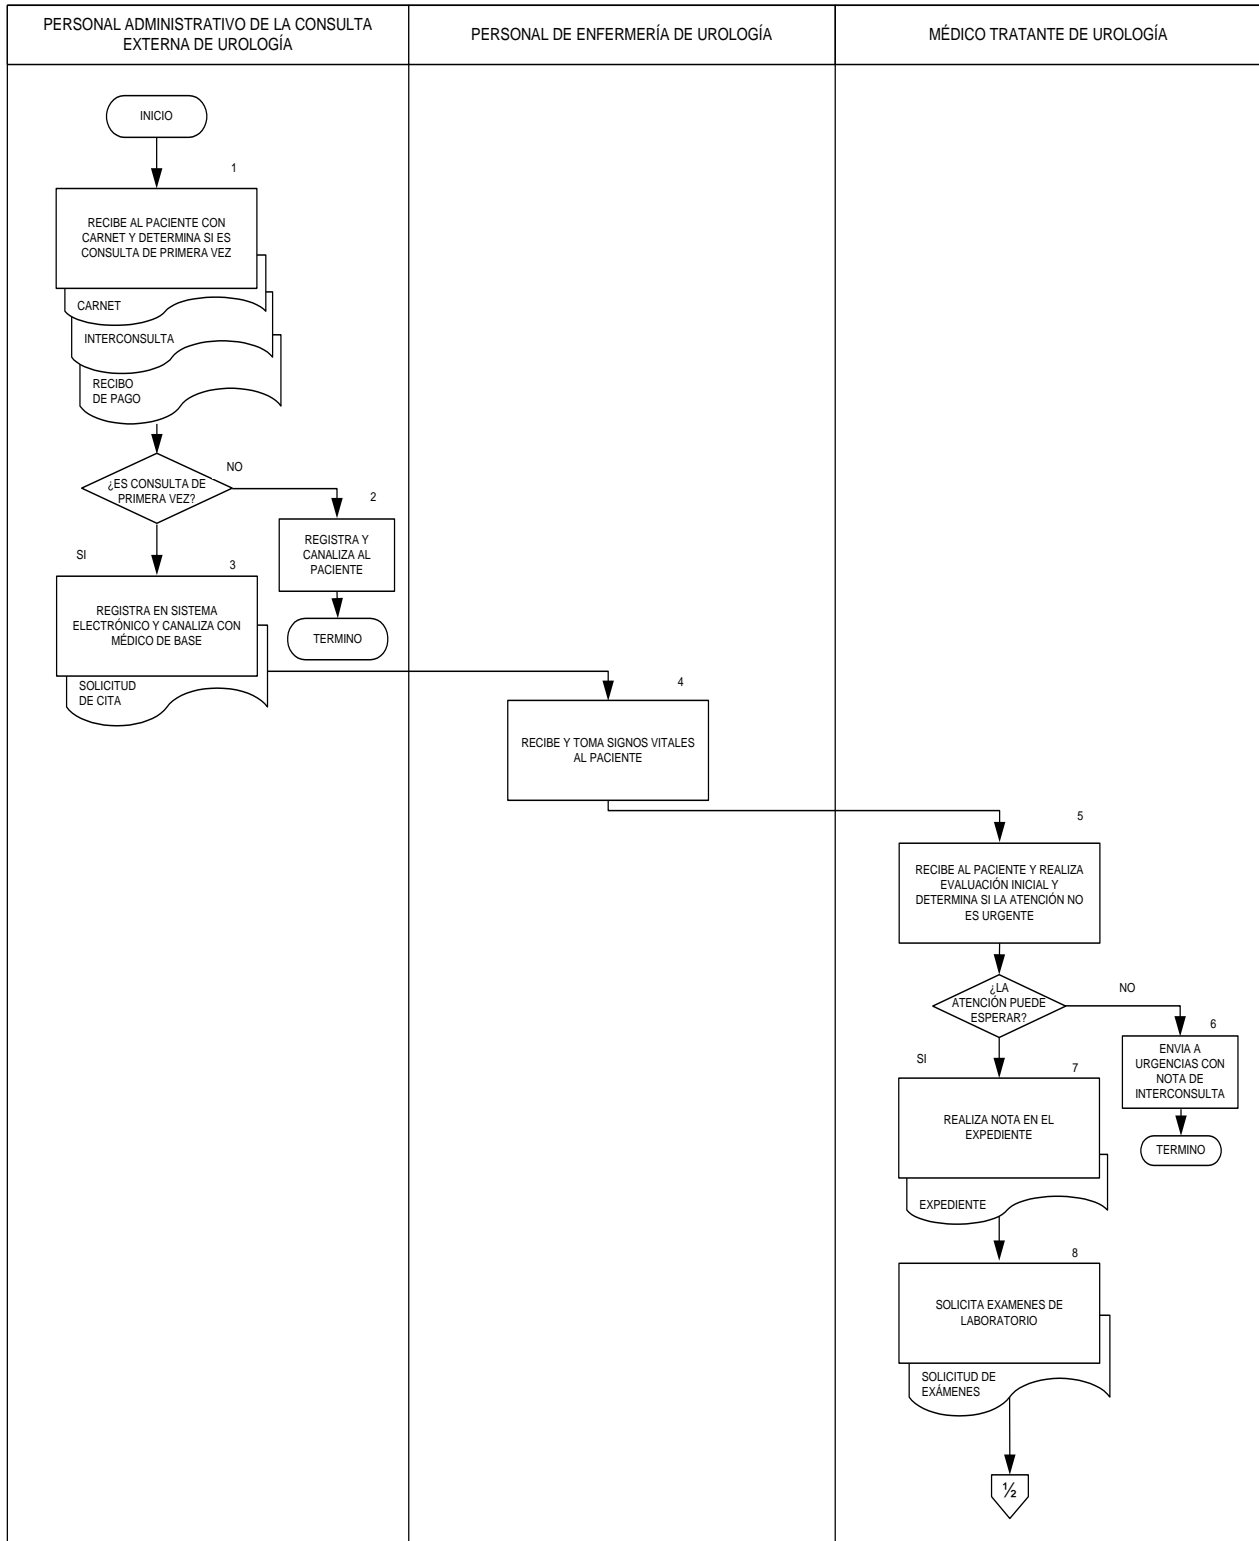 PERSONAL ADMINISTRATIVO DE LA CONSULTA
EXTERNA DE UROLOGÍA
PERSONAL DE ENFERMERÍA DE UROLOGÍA
MÉDICO TRATANTE DE UROLOGÍA
INICIO
1
RECIBE AL PACIENTE CON
CARNET Y DETERMINA SI ES
CONSULTA DE PRIMERA VEZ
CARNET
INTERCONSULTA
RECIBO
DE PAGO
¿ES CONSULTA DE
PRIMERA VEZ?
NO
2
REGISTRA Y
CANALIZA AL
PACIENTE
TERMINO
SI
3
REGISTRA EN SISTEMA
ELECTRÓNICO Y CANALIZA CON
MÉDICO DE BASE
SOLICITUD
DE CITA
4
RECIBE Y TOMA SIGNOS VITALES
AL PACIENTE
5
RECIBE AL PACIENTE Y REALIZA
EVALUACIÓN INICIAL Y
DETERMINA SI LA ATENCIÓN NO
ES URGENTE
¿LA
ATENCIÓN PUEDE
ESPERAR?
NO
6
ENVIA A
URGENCIAS CON
NOTA DE
INTERCONSULTA
TERMINO
SI
7
REALIZA NOTA EN EL
EXPEDIENTE
EXPEDIENTE
8
SOLICITA EXAMENES DE
LABORATORIO
SOLICITUD DE
EXÁMENES
½